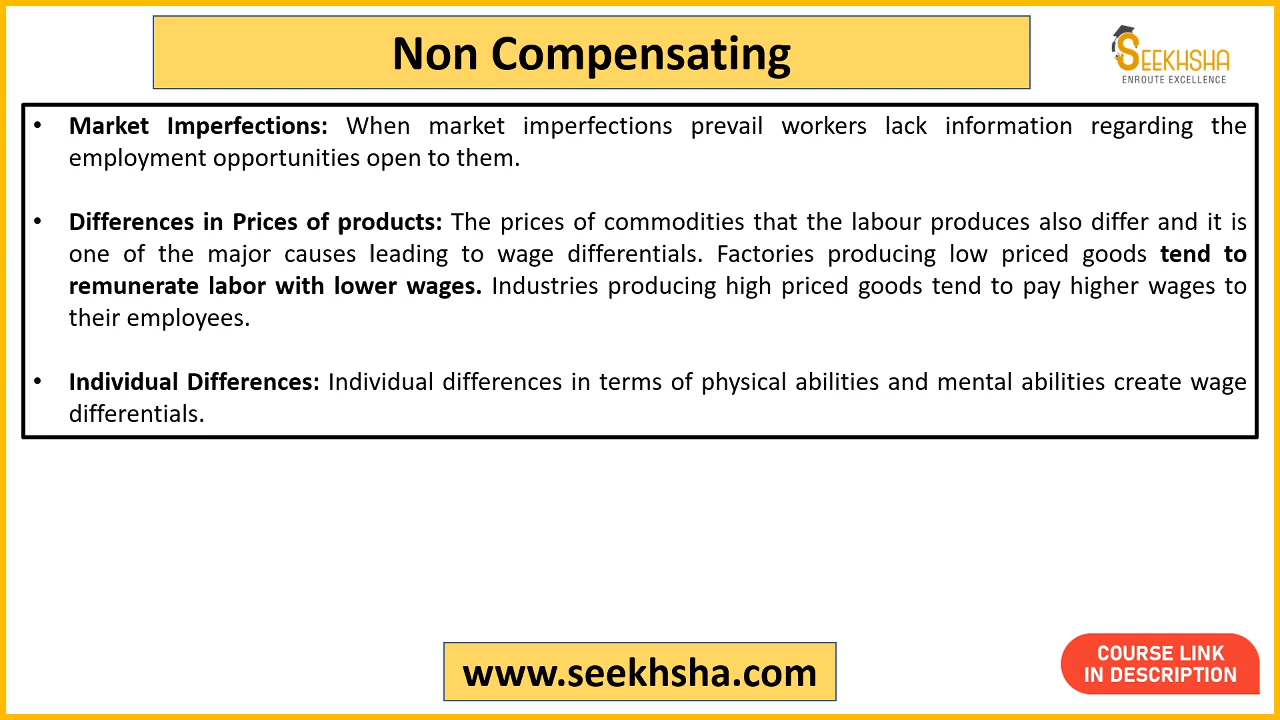 Non Compensating
SEEKHSHA
ENROUTE EXCELLENCE
• Market Imperfections: When market imperfections prevail workers lack information regarding the
employment opportunities open to them.
• Differences in Prices of products: The prices of commodities that the labour produces also differ and it is
one of the major causes leading to wage differentials. Factories producing low priced goods tend to
remunerate labor with lower wages. Industries producing high priced goods tend to pay higher wages to
their employees.
• Individual Differences: Individual differences in terms of physical abilities and mental abilities create wage
differentials.
www.seekhsha.com
COURSE LINK
IN DESCRIPTION